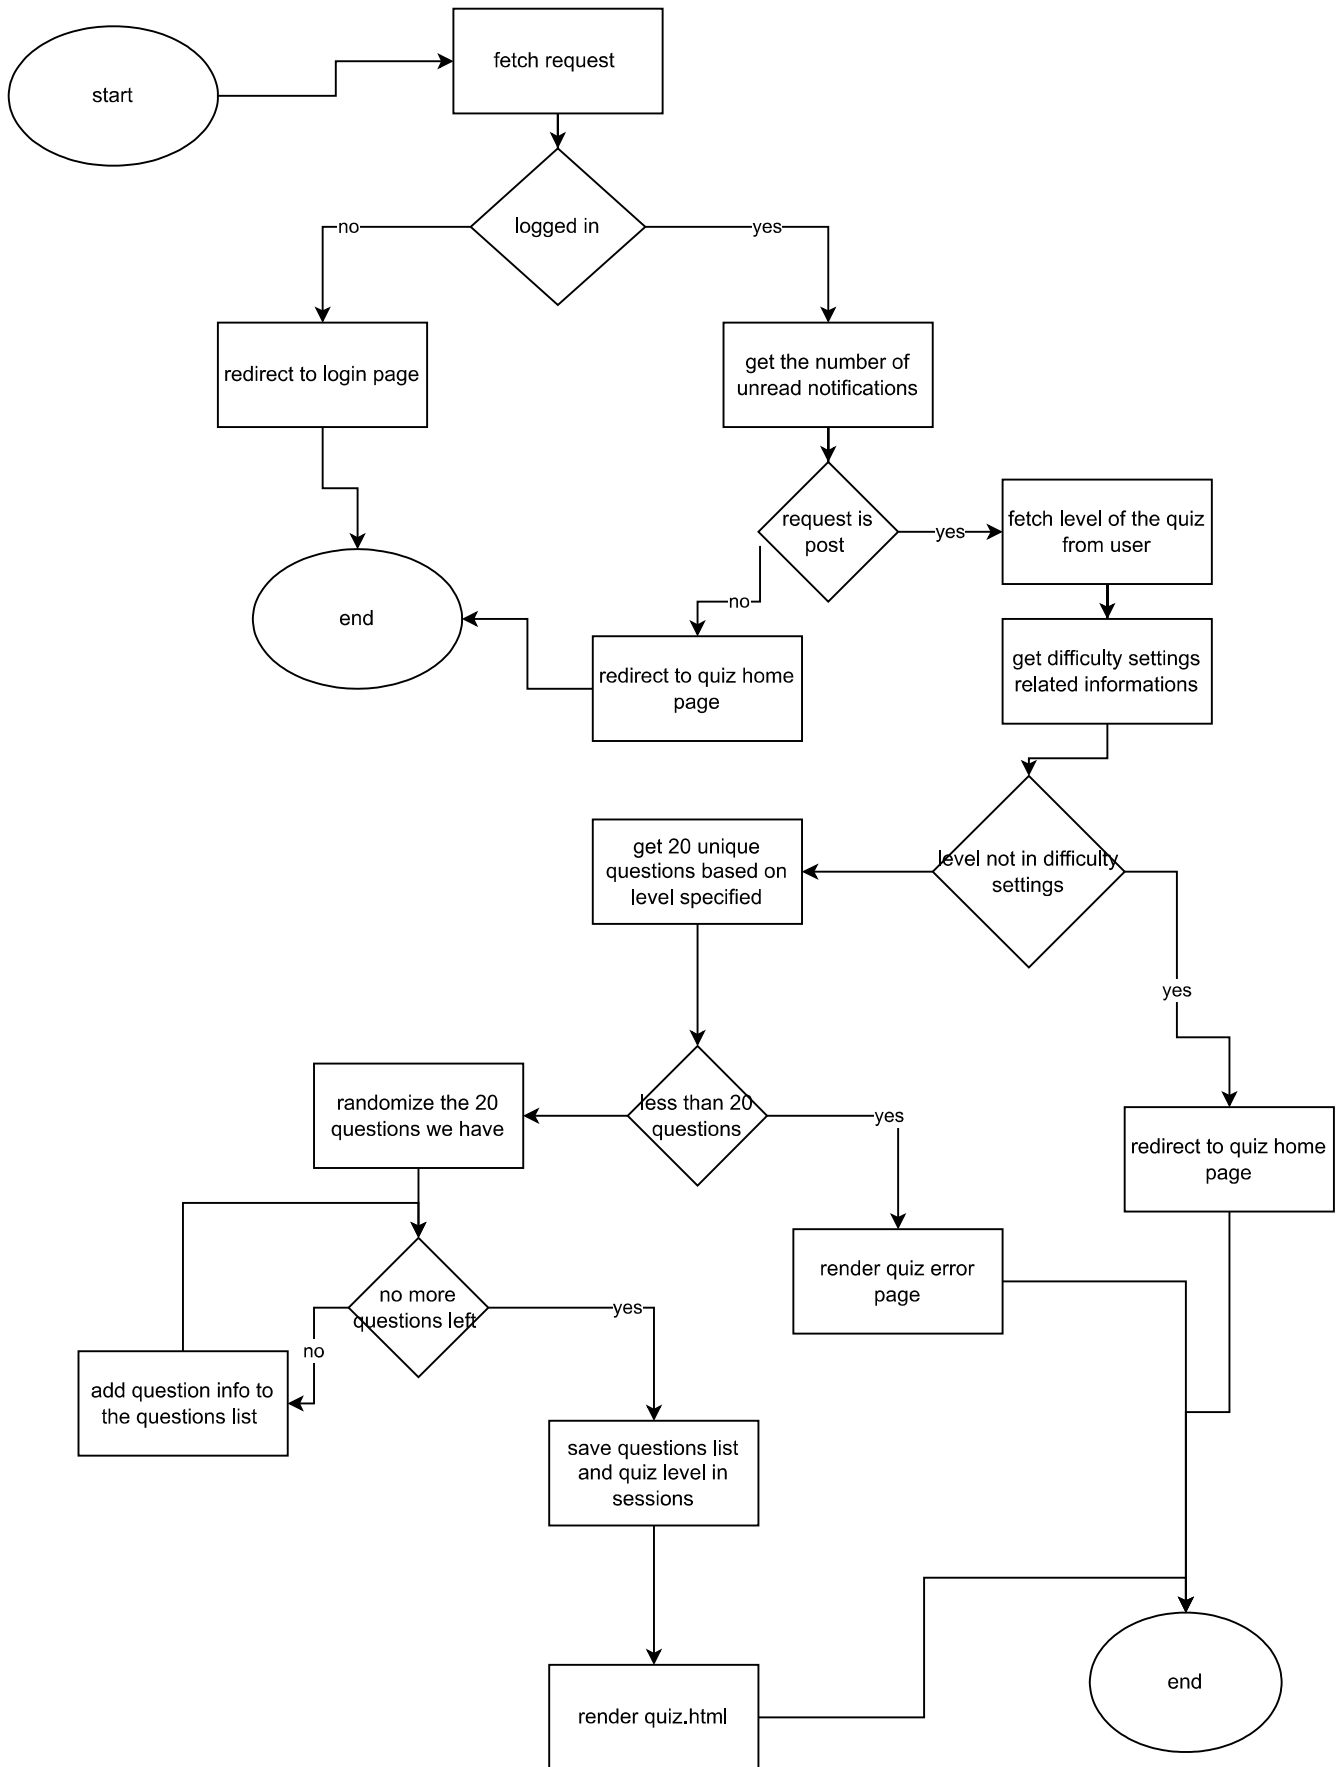 fetch request
start
logged in
no
yes
redirect to login page
get the number of
unread notifications
request is
post
yes
fetch level of the quiz
from user
no
end
redirect to quiz home
page
get difficulty settings
related informations
get 20 unique
questions based on
level specified
level not in difficulty
settings
yes
randomize the 20
questions we have
less than 20
questions
yes
redirect to quiz home
page
render quiz error
page
no more
questions left
yes
no
add question info to
the questions list
save questions list
and quiz level in
sessions
end
render quiz.html